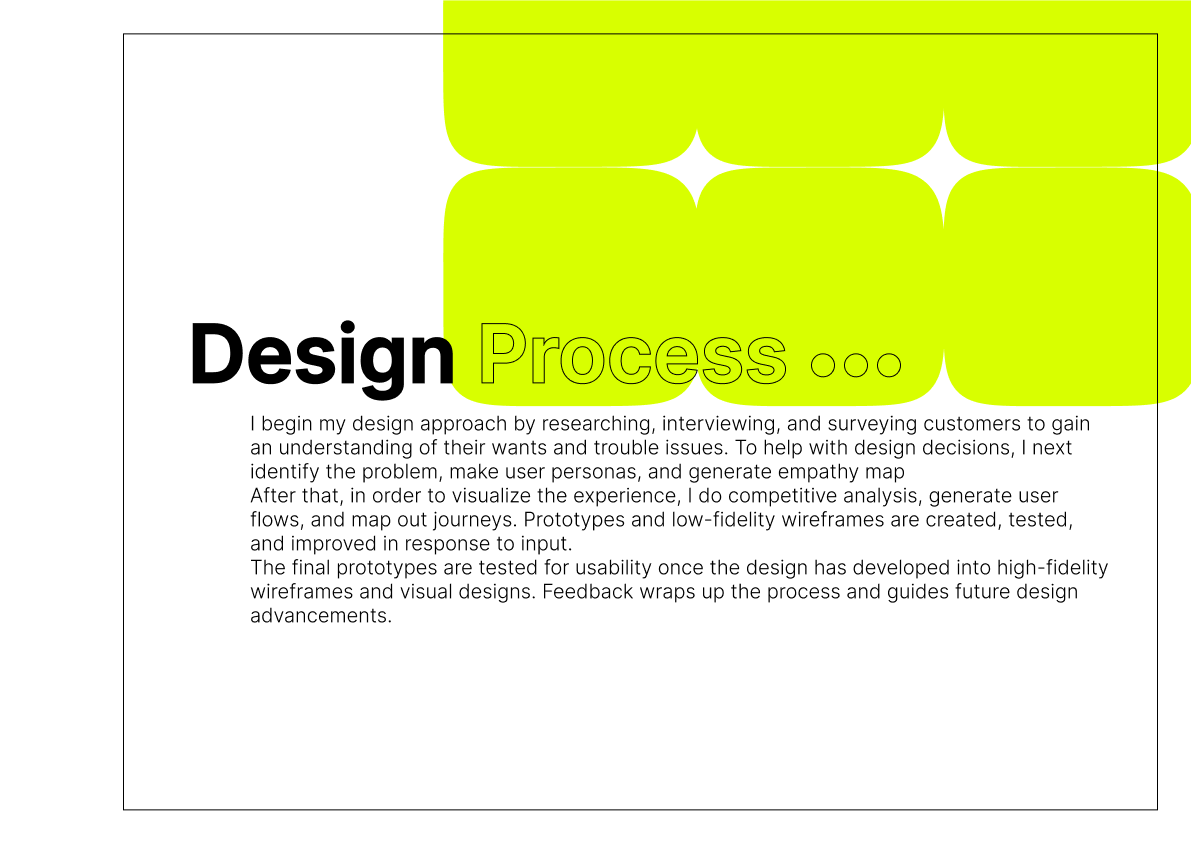 Design Process ...
I begin my design approach by researching, interviewing, and surveying customers to gain
an understanding of their wants and trouble issues. To help with design decisions, I next
identify the problem, make user personas, and generate empathy map
After that, in order to visualize the experience, I do competitive analysis, generate user
flows, and map out journeys. Prototypes and low-fidelity wireframes are created, tested,
and improved in response to input.
The final prototypes are tested for usability once the design has developed into high-fidelity
wireframes and visual designs. Feedback wraps up the process and guides future design
advancements.